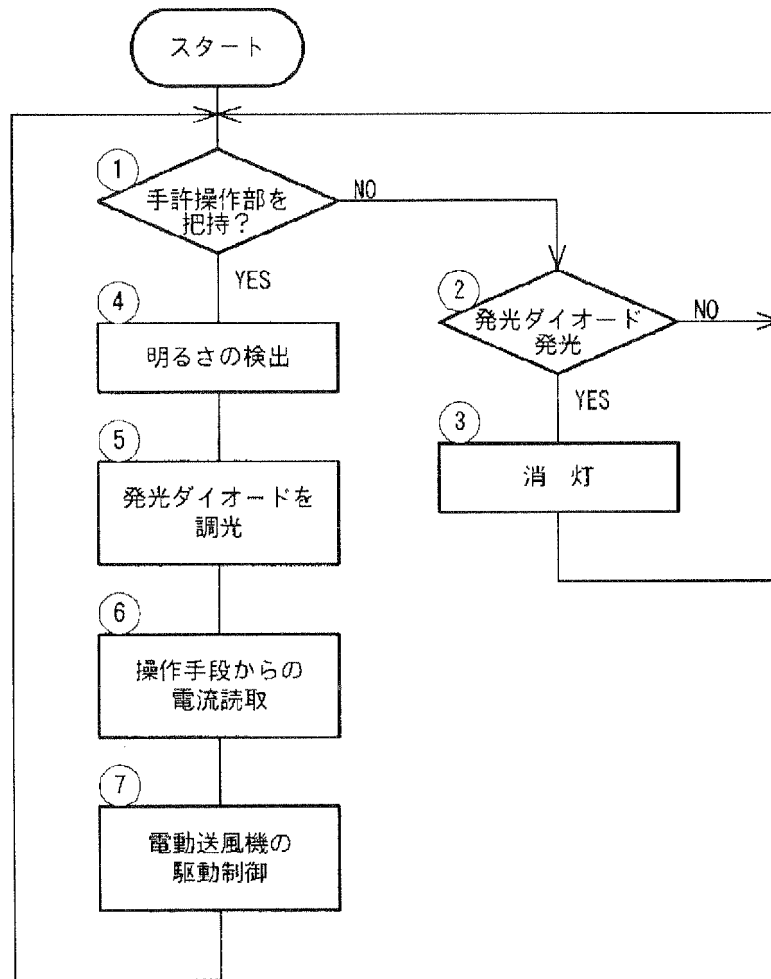 スタート
①
手許操作部を
把持?
NO
YES
②
発光ダイオード
発光
NO
YES
③
消 灯
④
明るさの検出
⑤
発光ダイオードを
調光
⑥
操作手段からの
電流読取
⑦
電動送風機の
駆動制御